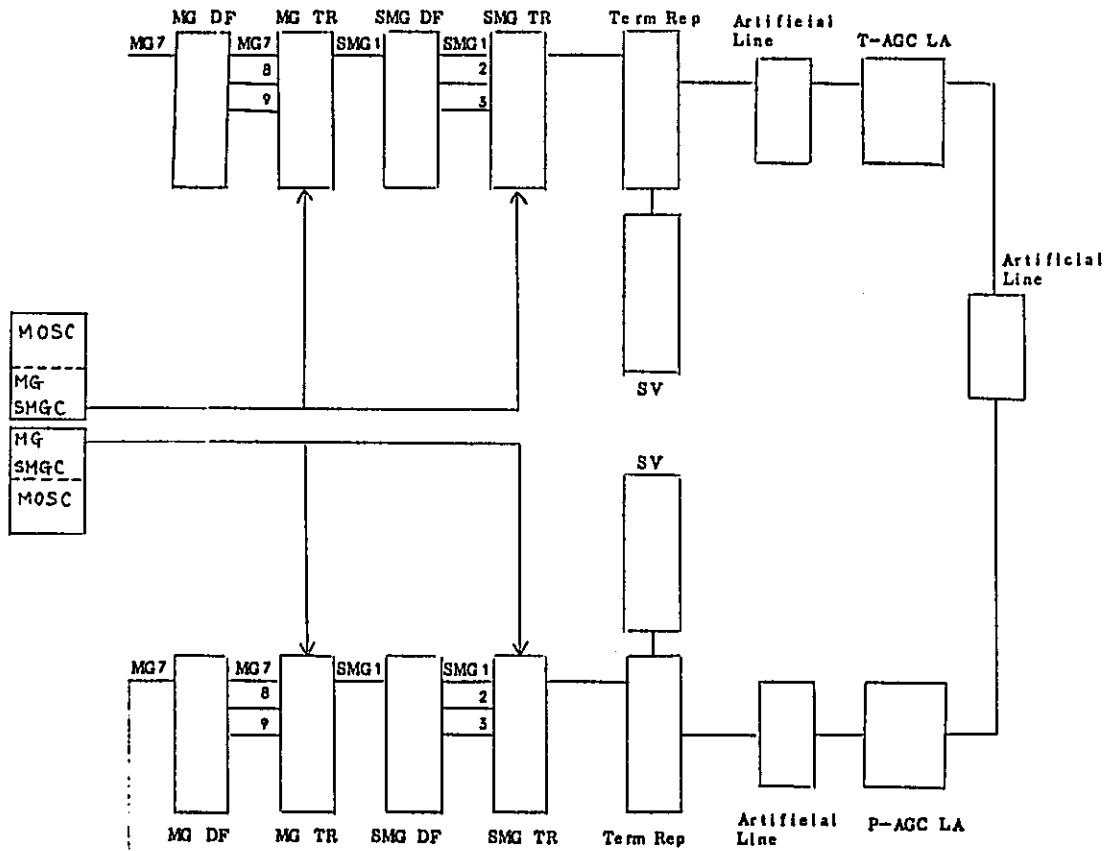 MG DF MG TR SMG DF SMG TR Term Rep Artificial
Line T-AGC LA
MG7 MG7 SMG1 SMG1
8 2
9 3
Artificial
Line
SV
MOSC
MG
SMGC
MG
SMGC
MOSC
SV
MG7 MG7 SMG1 SMG1
8 2
9 3
MG DF MG TR SMG DF SMG TR Term Rep Artificial
Line P-AGC LA